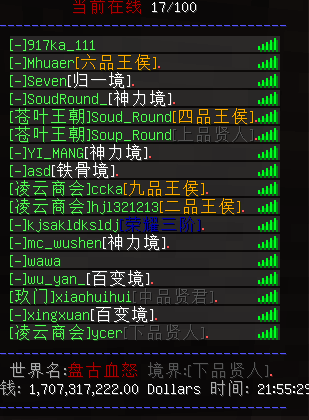 当前在线 17/100
[-]917ka_111
[-]Mhuaer[六品王侯].
[-]Seven[归一境].
[-]SoudRound_[神力境].
[苍叶王朝]Soud_Round[四品王侯].
[苍叶王朝]Soup_Round[上品贤人].
[-]YI_MANG[神力境].
[-]asd[铁骨境].
[凌云商会]ccka[九品王侯].
[凌云商会]hjl321213[二品王侯].
[-]kjsakldksldj[荣耀三阶].
[-]mc_wushen[神力境].
[-]wawa
[-]wu_yan_[百变境].
[玄门]xiaohuihui[中品贤君].
[-]xingxuan[百变境].
[凌云商会]ycer[下品贤人].
世界名:盘古血怒 境界:[下品贤人].
钱: 1,707,317,222.00 Dollars 时间: 21:55:29